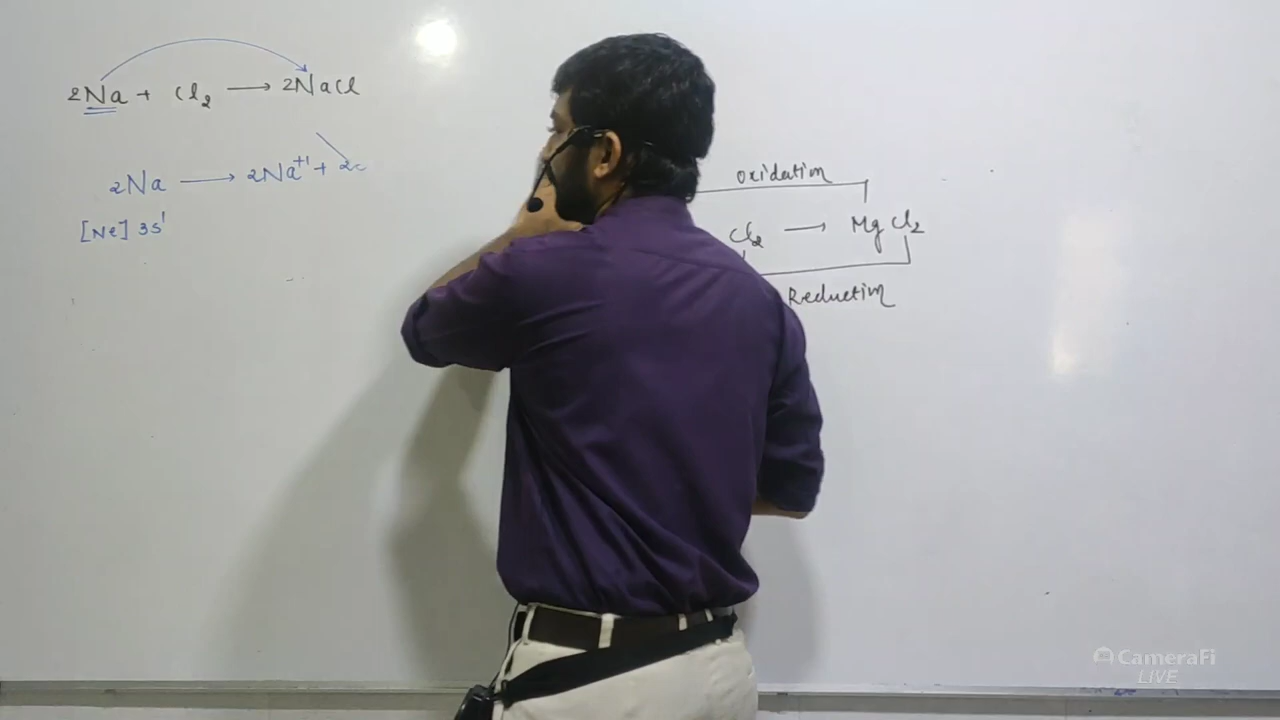 2Na + Cl₂ → 2NaCl
2Na → 2Na⁺¹ + 2e
[Ne] 3s¹
oxidation
Cl₂ → MgCl₂
Reduction
CameraFi
LIVE